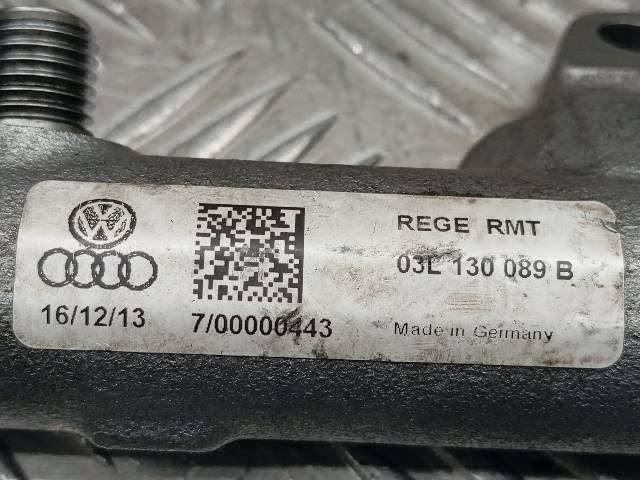 REGE RMT
03L 130 089 B
16/12/13 7/00000443 Made in Germany